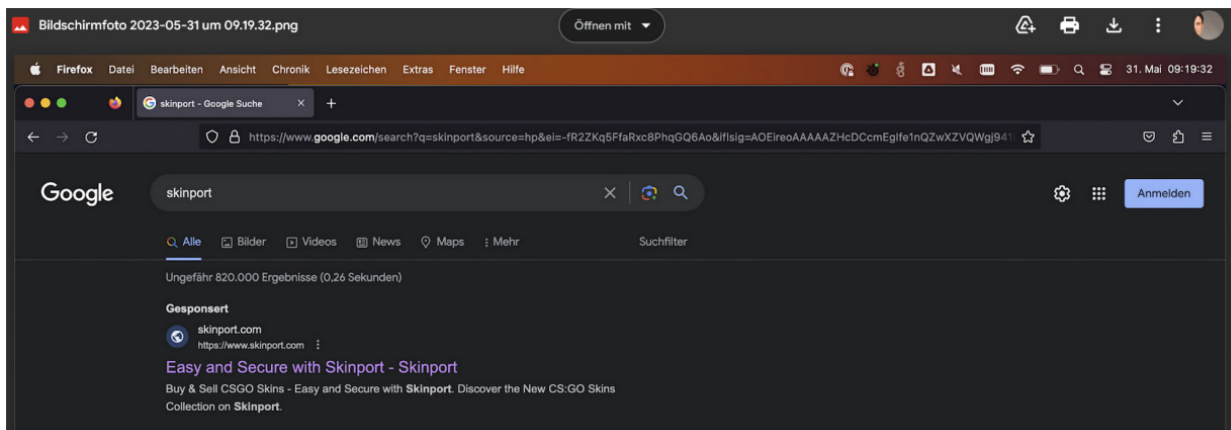 Bildschirmfoto 2023-05-31 um 09.19.32.png
Öffnen mit
Firefox Datei Bearbeiten Ansicht Chronik Lesezeichen Extras Fenster Hilfe
31. Mai 09:19:32
skinport - Google Suche
https://www.google.com/search?q=skinport&source=hp&ei=-fR2ZKq5FfaRxc8PhqGQ6Ao&iflsig=
Google
skinport
Anmelden
Alle Bilder Videos News Maps Mehr Suchfilter
Ungefähr 820.000 Ergebnisse (0,26 Sekunden)
Gesponsert
skinport.com
https://www.skinport.com
Easy and Secure with Skinport - Skinport
Buy & Sell CSGO Skins - Easy and Secure with Skinport. Discover the New CS:GO Skins
Collection on Skinport.